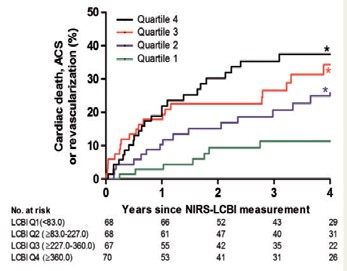 50
40
30
20
10
0
Cardiac death, ACS
or revascularization (%)
Quartile 4
Quartile 3
Quartile 2
Quartile 1
*
*
*
0 1 2 3 4
No. at risk Years since NIRS-LCBI measurement
LCBI Q1(<83.0) 68 66 52 43 29
LCBI Q2 (≥83.0-227.0) 68 61 47 40 31
LCBI Q3 (≥227.0-360.0) 67 55 42 35 22
LCBI Q4 (≥360.0) 70 53 41 31 26